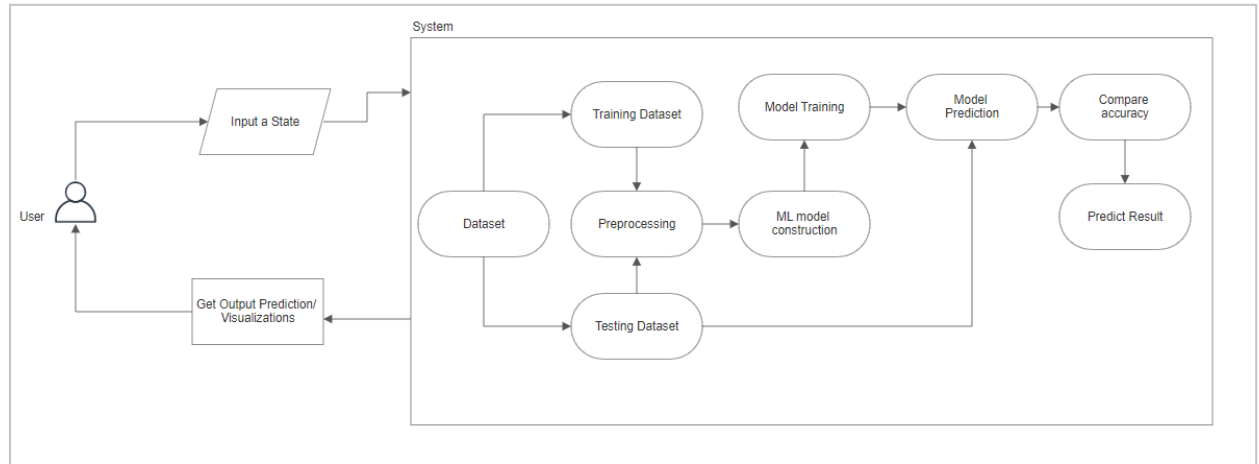 System
Input a State
Training Dataset
Model Training
Model
Prediction
Compare
accuracy
User
Dataset
Preprocessing
ML model
construction
Predict Result
Get Output Prediction/
Visualizations
Testing Dataset